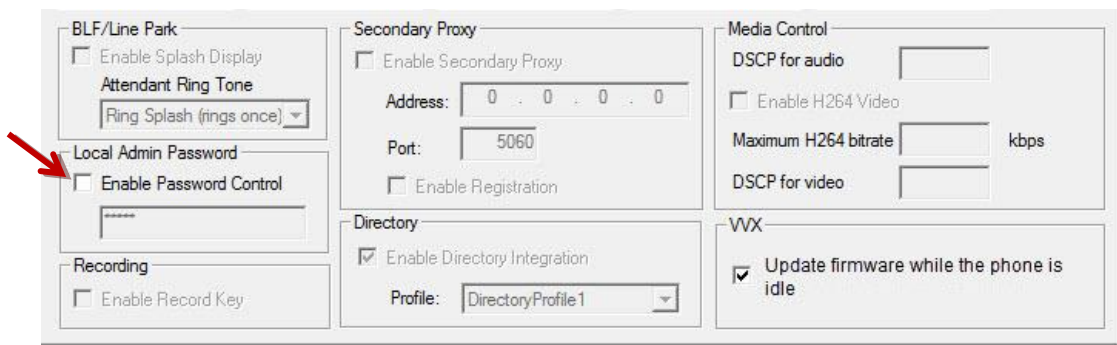 BLF/Line Park
Enable Splash Display
Attendant Ring Tone
Ring Splash (rings once)
Local Admin Password
Enable Password Control
*****
Recording
Enable Record Key
Secondary Proxy
Enable Secondary Proxy
Address: 0 . 0 . 0 . 0
Port: 5060
Enable Registration
Directory
Enable Directory Integration
Profile: DirectoryProfile1
Media Control
DSCP for audio
Enable H264 Video
Maximum H264 bitrate kbps
DSCP for video
VVX
Update firmware while the phone is
idle